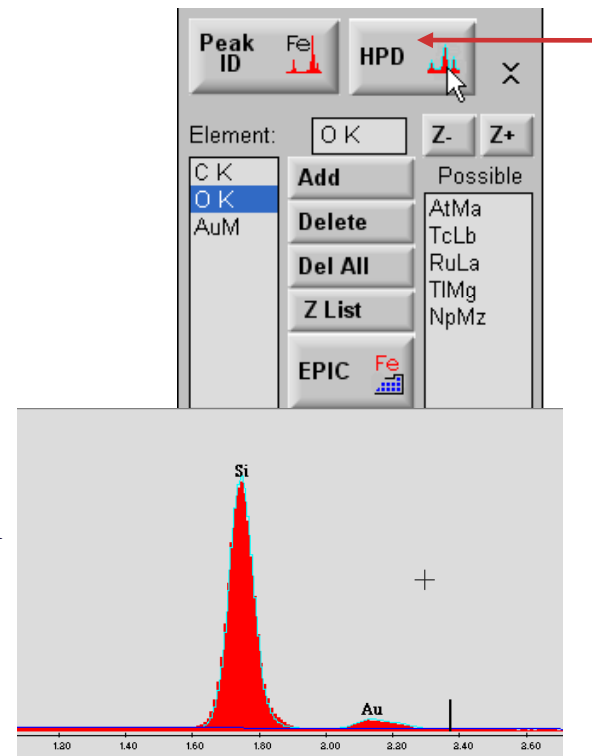 Peak ID
Fe
HPD
Element:
O K
Z-
Z+
C K
O K
AuM
Add
Delete
Del All
Z List
EPIC
Fe
Possible
AtMa
TcLb
RuLa
TlMg
NpMz
Si
Au
1.20 1.40 1.60 1.80 2.00 2.20 2.40 2.60